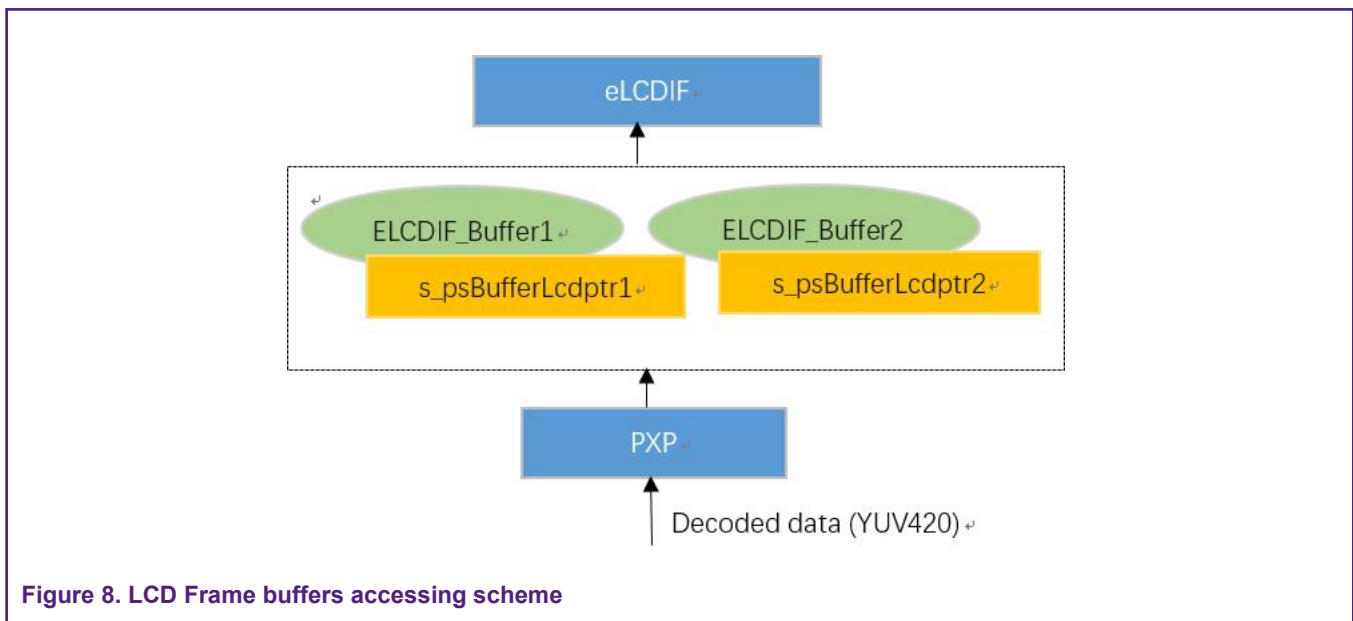 eLCDIF
ELCDIF_Buffer1
ELCDIF_Buffer2
s_psBufferLcdptr1
s_psBufferLcdptr2
PXP
Decoded data (YUV420)
Figure 8. LCD Frame buffers accessing scheme